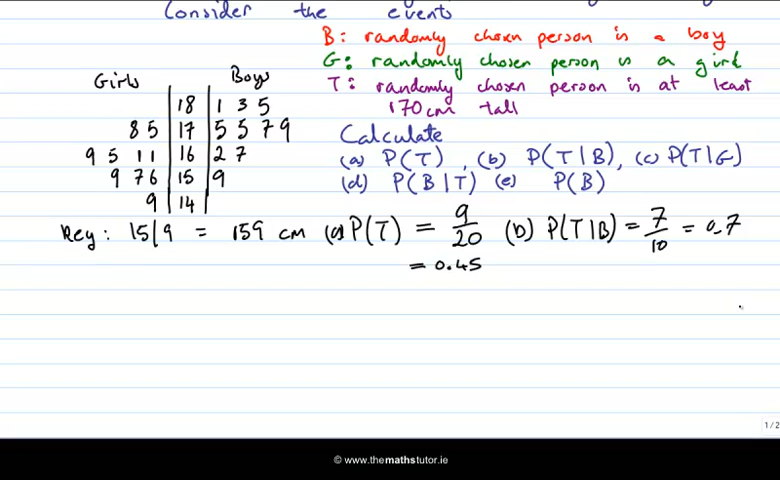 Consider the events
B: randomly chosen person is a boy
G: randomly chosen person is a girl
T: randomly chosen person is at least
170cm tall
Girls Boys
18 | 1 3 5
8 5 | 17 | 5 5 7 9
9 5 1 1 | 16 | 2 7
9 7 6 | 15 | 9
9 | 14 |
Key: 15|9 = 159 cm
Calculate
(a) P(T), (b) P(T|B), (c) P(T|G)
(d) P(B|T) (e) P(B)
(a) P(T) = 9/20 (b) P(T|B) = 7/10 = 0.7
= 0.45
1/2
© www.themathstutor.ie